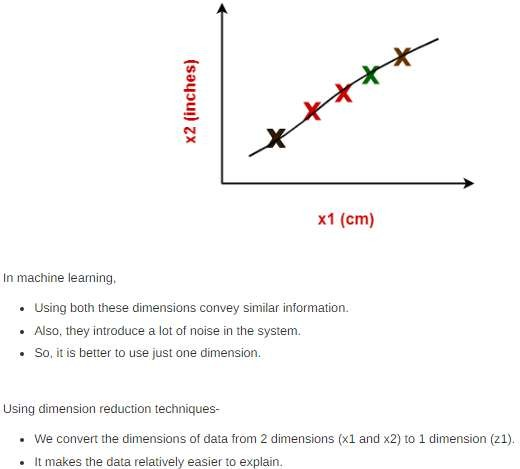 x2 (inches)
X X X X X
x1 (cm)
In machine learning,
• Using both these dimensions convey similar information.
• Also, they introduce a lot of noise in the system.
• So, it is better to use just one dimension.
Using dimension reduction techniques-
• We convert the dimensions of data from 2 dimensions (x1 and x2) to 1 dimension (z1).
• It makes the data relatively easier to explain.